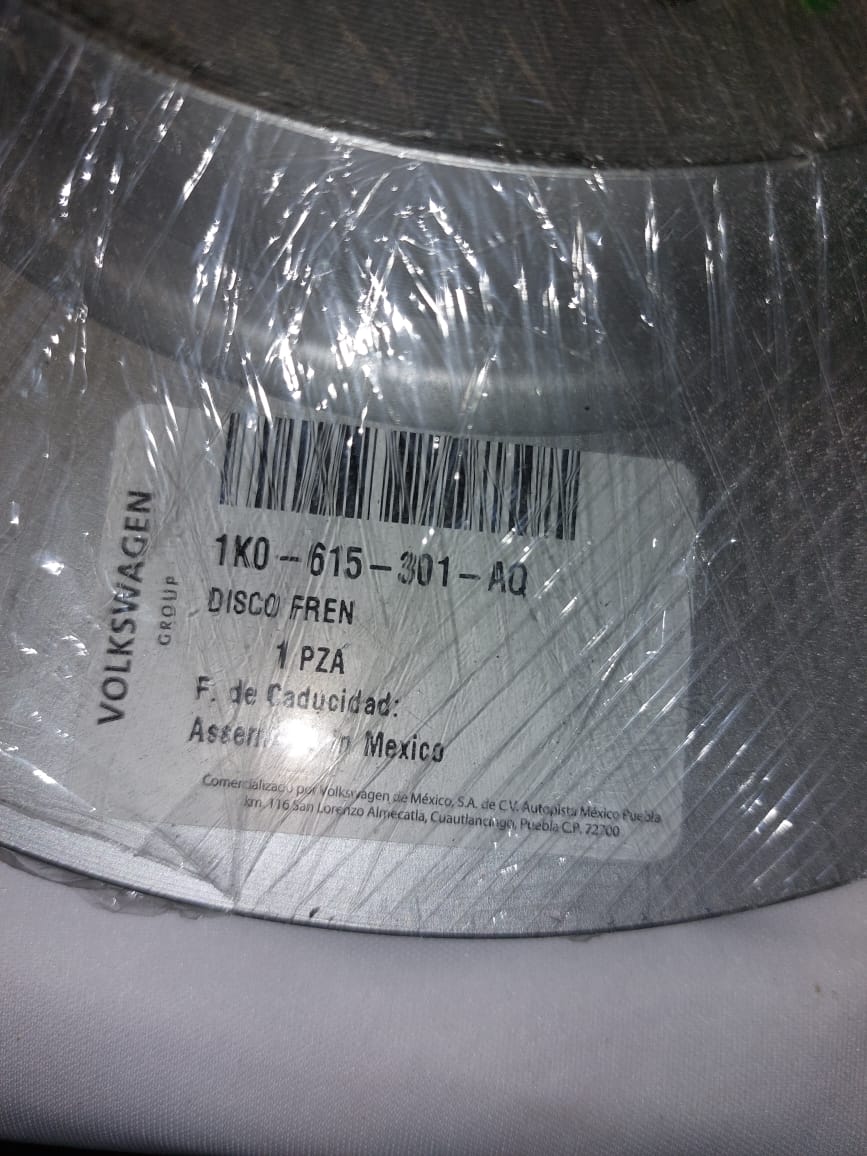 VOLKSWAGEN
GROUP
1K0-615-301-AQ
DISCO FREN
1 PZA
F. de Caducidad:
Mexico
Comercializado por Volkswagen de México, S.A. de C.V. Autopista México Puebla
km. 116 San Lorenzo Almecatla, Cuautlancingo, Puebla C.P. 72700